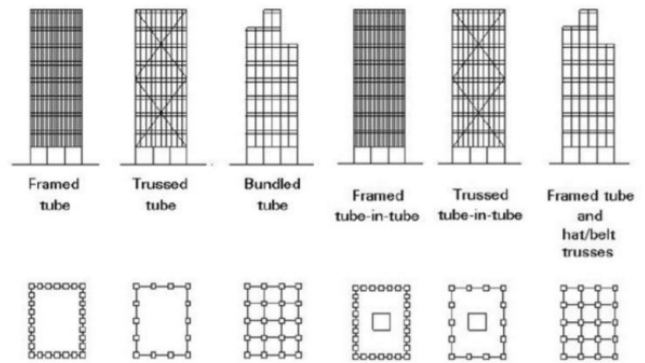 Framed
tube
Trussed
tube
Bundled
tube
Framed
tube-in-tube
Trussed
tube-in-tube
Framed tube
and
hat/belt
trusses